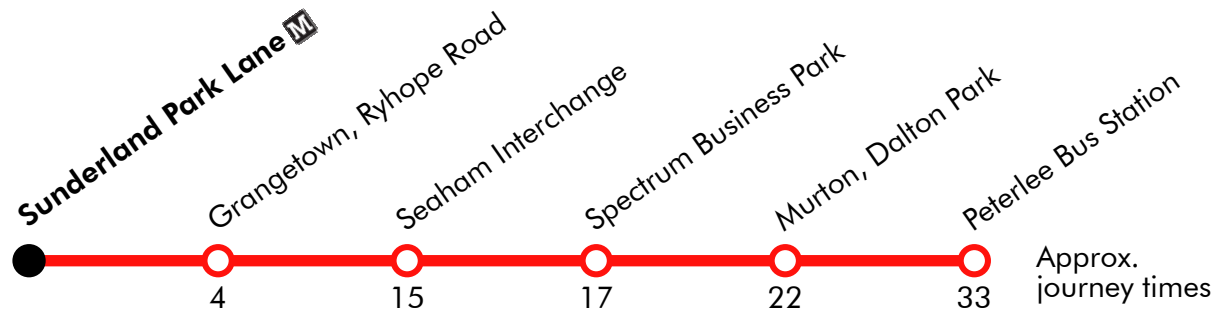 Sunderland Park Lane M
Grangetown, Ryhope Road
Seaham Interchange
Spectrum Business Park
Murton, Dalton Park
Peterlee Bus Station
4
15
17
22
33
Approx.
journey times